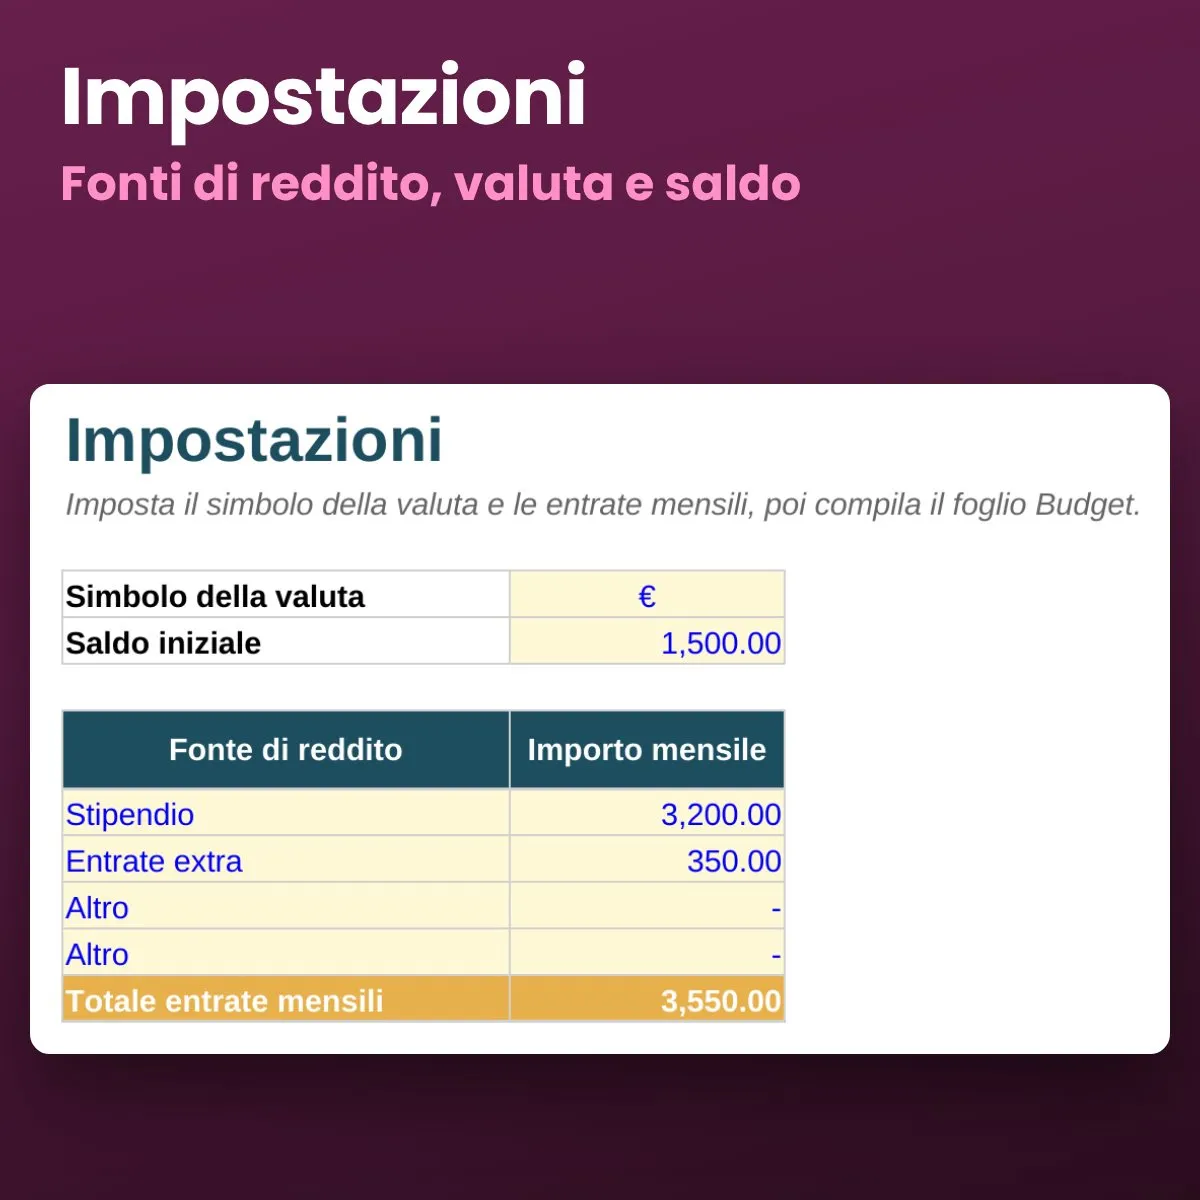 Impostazioni
Fonti di reddito, valuta e saldo
Impostazioni
Imposta il simbolo della valuta e le entrate mensili, poi compila il foglio Budget.
Simbolo della valuta €
Saldo iniziale 1,500.00
Fonte di reddito Importo mensile
Stipendio 3,200.00
Entrate extra 350.00
Altro -
Altro -
Totale entrate mensili 3,550.00